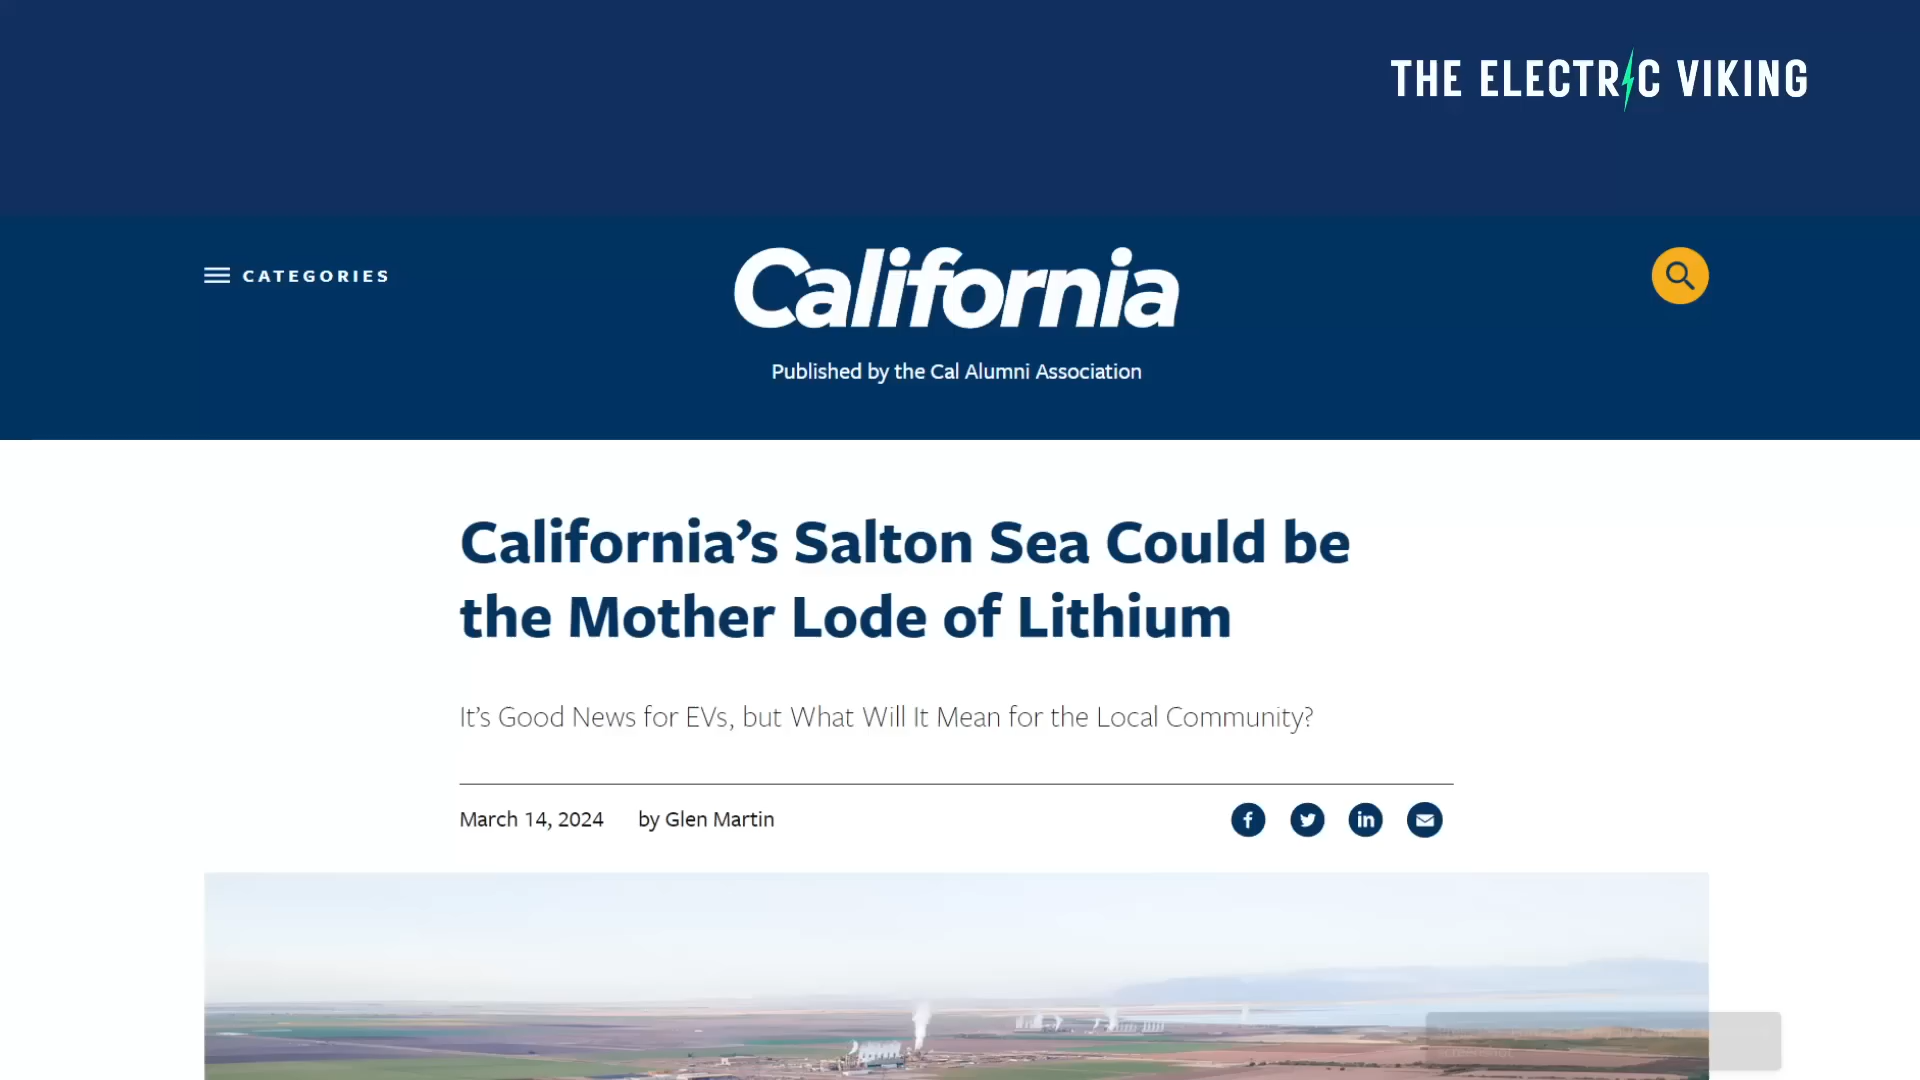 THE ELECTRIC VIKING
CATEGORIES
California
Published by the Cal Alumni Association
California’s Salton Sea Could be
the Mother Lode of Lithium
It’s Good News for EVs, but What Will It Mean for the Local Community?
March 14, 2024 by Glen Martin